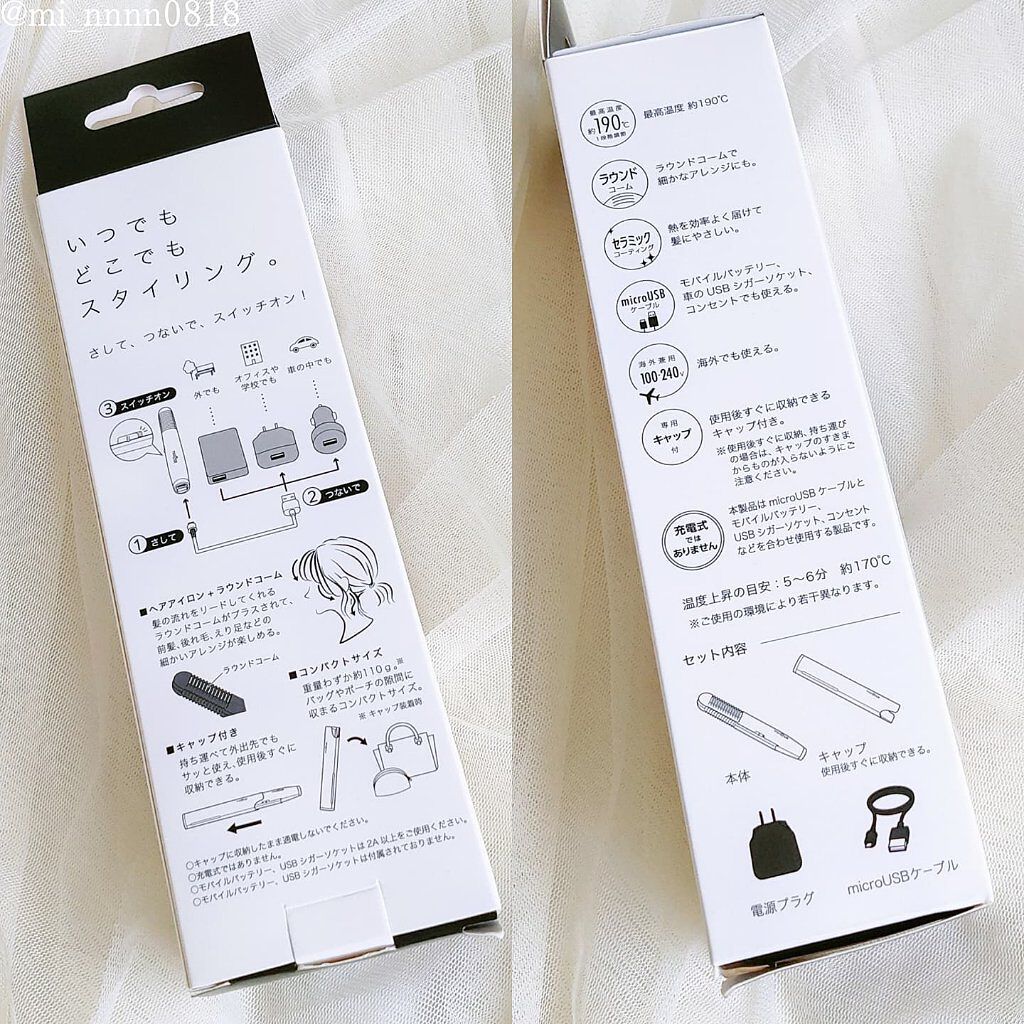 @mi_nnnn0818
いつでも
どこでも
スタイリング。
さして、つないで、スイッチオン！
外でも
オフィスや
学校でも
車の中でも
③ スイッチオン
② つないで
① さして
■ヘアアイロン+ラウンドコーム
髪の流れをリードしてくれる
ラウンドコームがプラスされて、
前髪、後れ毛、えり足などの
細かいアレンジが楽しめる。
ラウンドコーム
■コンパクトサイズ
重量わずか約110g。※
バッグやポーチの隙間に
収まるコンパクトサイズ。
※ キャップ装着時
■キャップ付き
持ち運べて外出先でも
サッと使え、使用後すぐに
収納できる。
○キャップに収納したまま通電しないでください。
○充電式ではありません。
○モバイルバッテリー、USBシガーソケットは2A以上をご使用ください。
○モバイルバッテリー、USBシガーソケットは付属されておりません。
最高温度
約190℃
1段階調節
最高温度 約190℃
ラウンド
コーム
ラウンドコームで
細かなアレンジにも。
セラミック
コーティング
熱を効率よく届けて
髪にやさしい。
microUSB
ケーブル
モバイルバッテリー、
車の USB シガーソケット、
コンセントでも使える。
海外兼用
100-240V
海外でも使える。
専用
キャップ
付
使用後すぐに収納できる
キャップ付き。
※使用後すぐに収納、持ち運び
の場合は、キャップのすきま
からものが入らないようにご
注意ください。
充電式
では
ありません
本製品は microUSB ケーブルと
モバイルバッテリー、
USB シガーソケット、コンセント
などを合わせ使用する製品です。
温度上昇の目安：5〜6分 約170℃
※ご使用の環境により若干異なります。
セット内容
本体
キャップ
使用後すぐに収納できる。
電源プラグ
microUSBケーブル